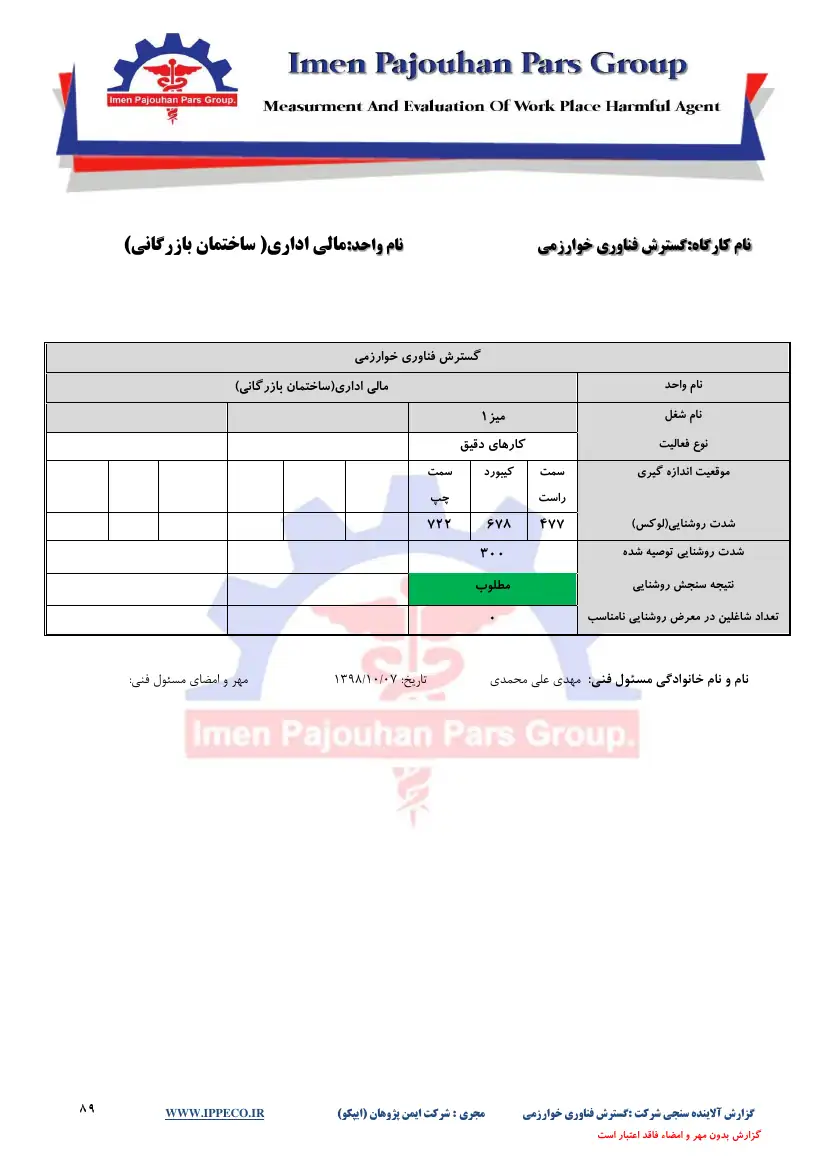 Imen Pajouhan Pars Group
Imen Pajouhan Pars Group.
Measurment And Evaluation Of Work Place Harmful Agent
نام کارگاه:گسترش فناوری خوارزمی نام واحد:مالی اداری( ساختمان بازرگانی)
گسترش فناوری خوارزمی
نام واحد مالی اداری(ساختمان بازرگانی)
نام شغل میز۱
نوع فعالیت کارهای دقیق
موقعیت اندازه گیری سمت راست کیبورد سمت چپ
شدت روشنایی(لوکس) ۴۷۷ ۶۷۸ ۷۲۲
شدت روشنایی توصیه شده ۳۰۰
نتیجه سنجش روشنایی مطلوب
تعداد شاغلین در معرض روشنایی نامناسب ۰
نام و نام خانوادگی مسئول فنی: مهدی علی محمدی تاریخ: ۱۳۹۸/۱۰/۰۷ مهر و امضای مسئول فنی:
Imen Pajouhan Pars Group.
گزارش آلاینده سنجی شرکت :گسترش فناوری خوارزمی مجری : شرکت ایمن پژوهان (ایپکو) WWW.IPPECO.IR ۸۹
گزارش بدون مهر و امضاء فاقد اعتبار است